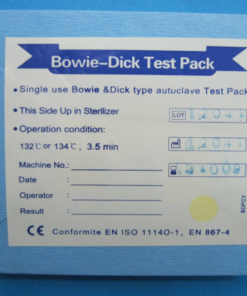 Bowie-Dick Test Pack
• Single use Bowie &Dick type autoclave Test Pack
• This Side Up in Sterilizer
LOT
• Operation condition:
132℃ or 134℃, 3.5 min
Machine No.:
Date :
Operator :
Result :
BDPCV
CE Conformite EN ISO 11140-1, EN 867-4